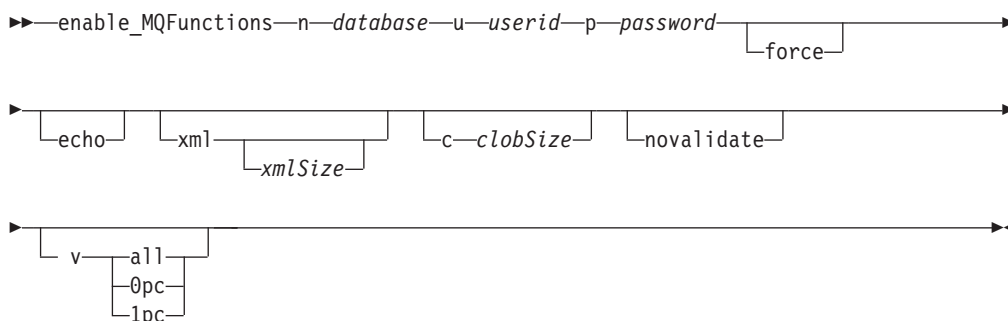 enable_MQFunctions n database u userid p password
force
echo xml c clobSize novalidate
xmlSize
v all
0pc
1pc